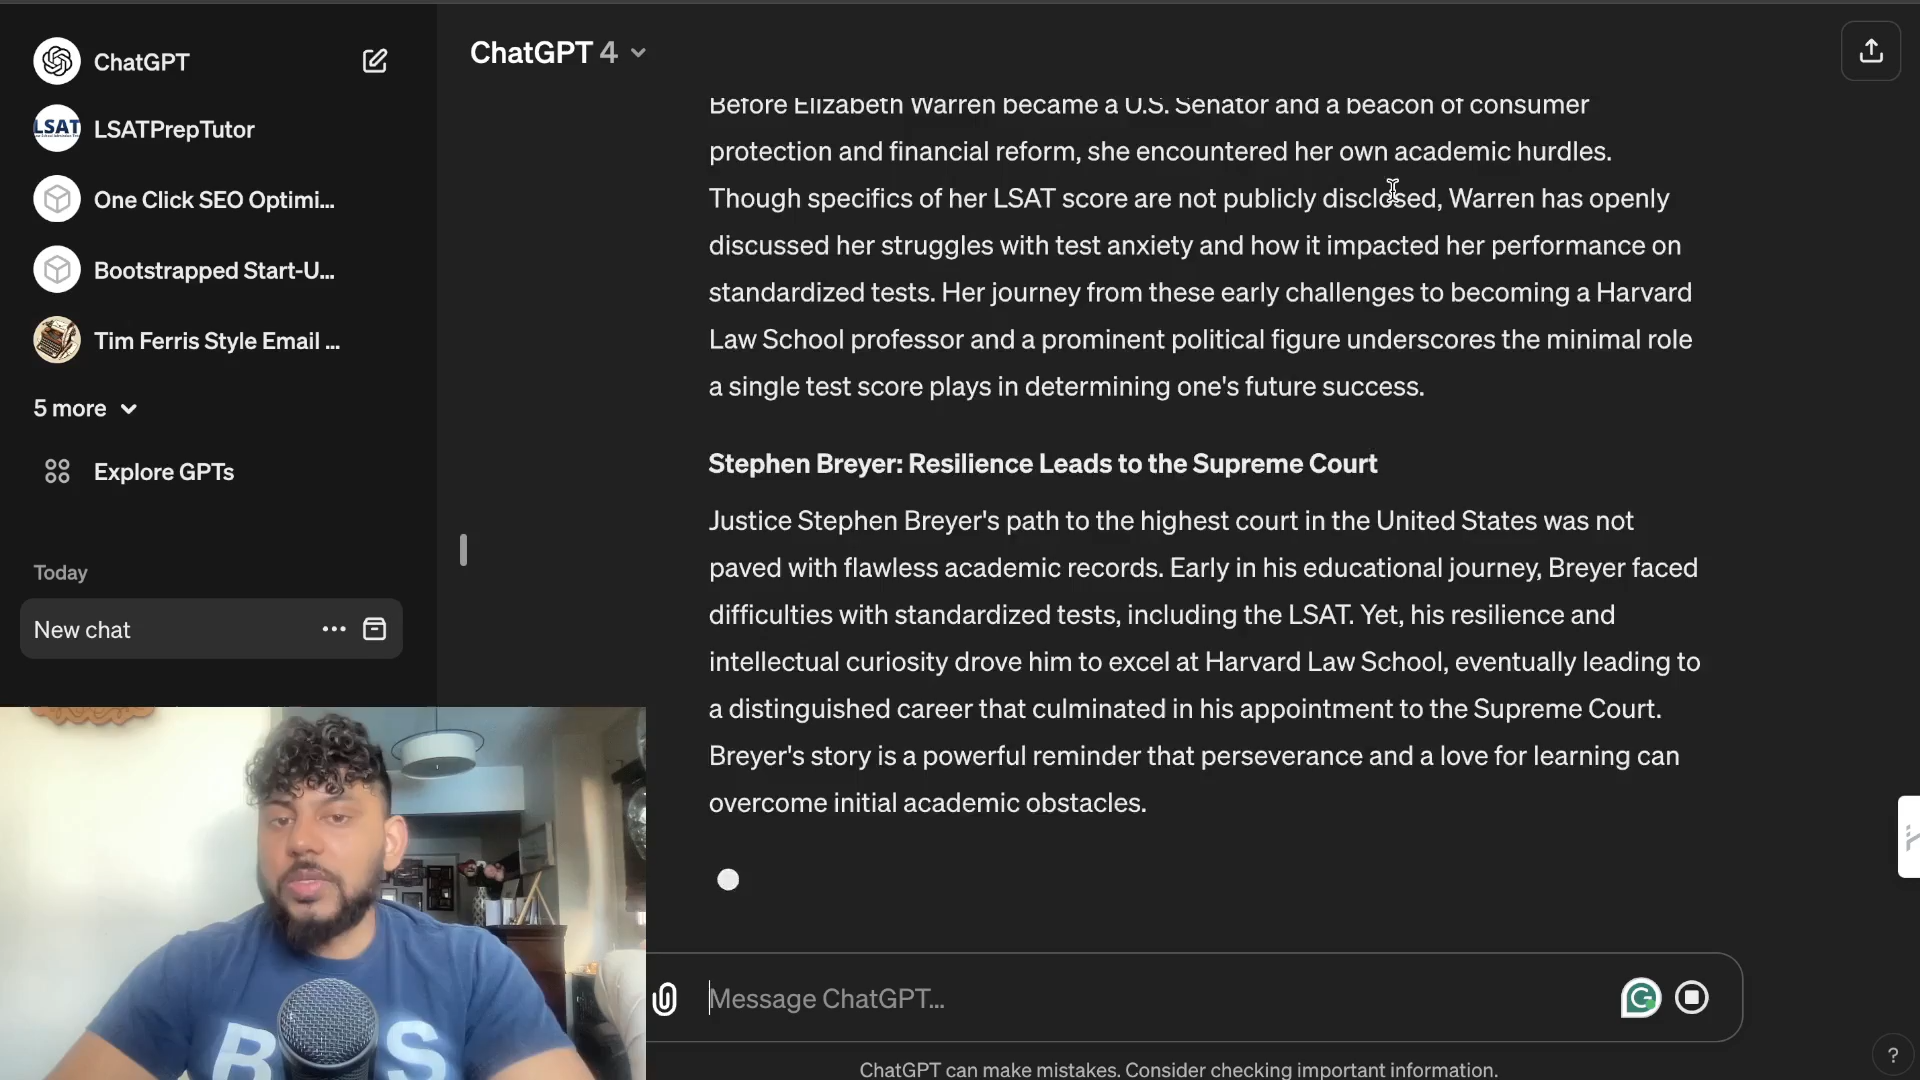 ChatGPT
LSAT
LSATPrepTutor
One Click SEO Optimi...
Bootstrapped Start-U...
Tim Ferris Style Email ...
5 more
Explore GPTs
Today
New chat
ChatGPT 4
Before Elizabeth Warren became a U.S. Senator and a beacon of consumer
protection and financial reform, she encountered her own academic hurdles.
Though specifics of her LSAT score are not publicly disclosed, Warren has openly
discussed her struggles with test anxiety and how it impacted her performance on
standardized tests. Her journey from these early challenges to becoming a Harvard
Law School professor and a prominent political figure underscores the minimal role
a single test score plays in determining one's future success.
Stephen Breyer: Resilience Leads to the Supreme Court
Justice Stephen Breyer's path to the highest court in the United States was not
paved with flawless academic records. Early in his educational journey, Breyer faced
difficulties with standardized tests, including the LSAT. Yet, his resilience and
intellectual curiosity drove him to excel at Harvard Law School, eventually leading to
a distinguished career that culminated in his appointment to the Supreme Court.
Breyer's story is a powerful reminder that perseverance and a love for learning can
overcome initial academic obstacles.
Message ChatGPT...
ChatGPT can make mistakes. Consider checking important information.
?